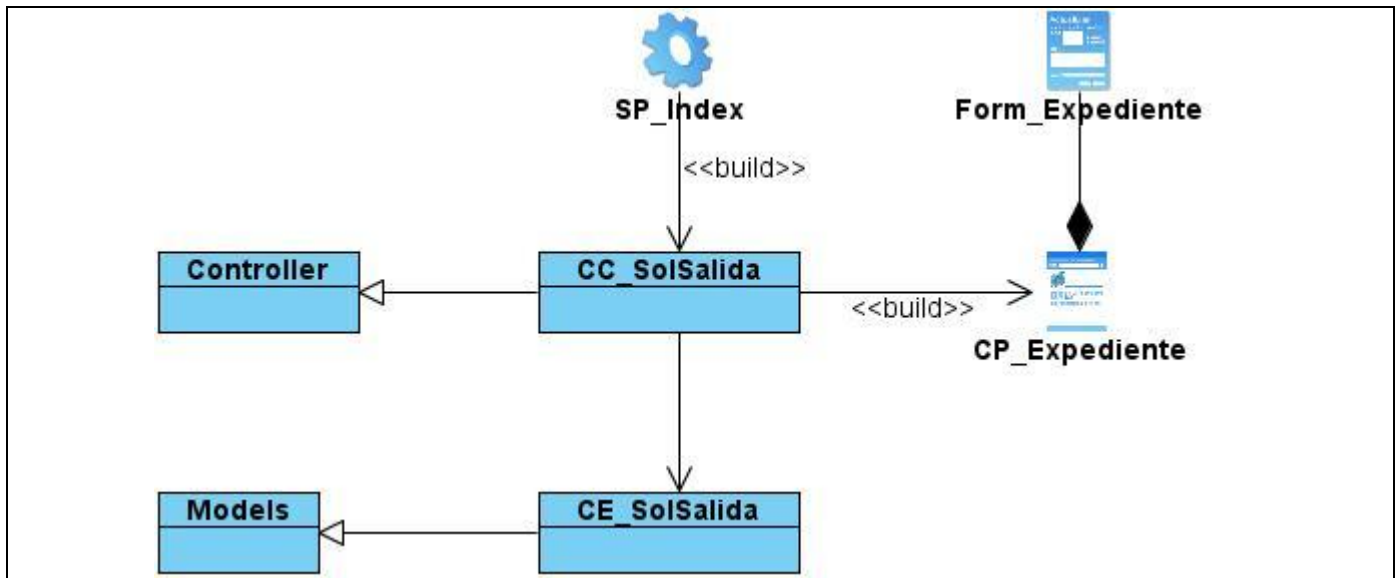 SP_Index
Form_Expediente
<<build>>
Controller
CC_SolSalida
<<build>>
CP_Expediente
Models
CE_SolSalida